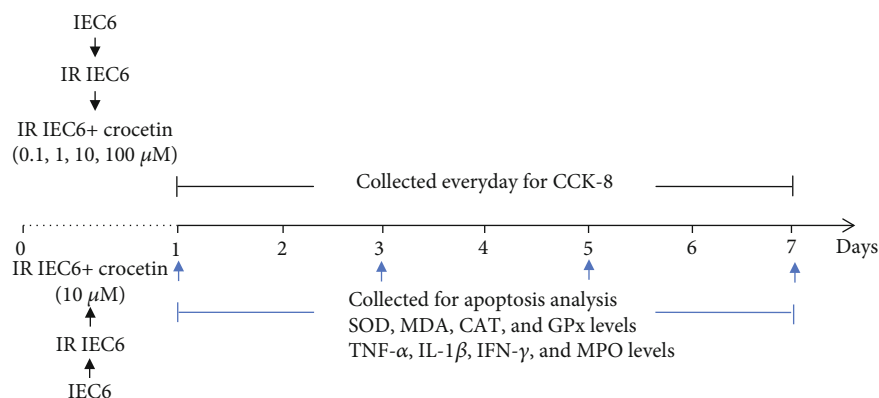 IEC6
IR IEC6
IR IEC6+ crocetin
(0.1, 1, 10, 100 μM)
Collected everyday for CCK-8
0 1 2 3 4 5 6 7 Days
IR IEC6+ crocetin
(10 μM)
IR IEC6
IEC6
Collected for apoptosis analysis
SOD, MDA, CAT, and GPx levels
TNF-α, IL-1β, IFN-γ, and MPO levels